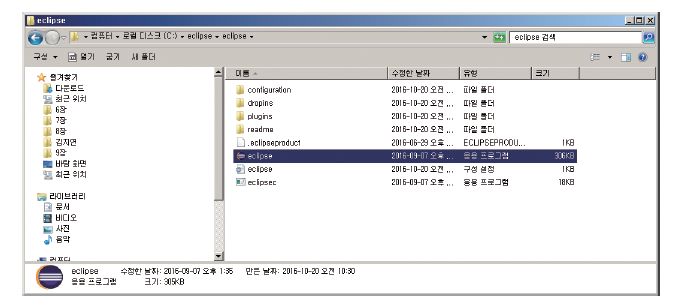 eclipse
컴퓨터 ▾ 로컬 디스크 (C:) ▾ eclipse ▾ eclipse ▾
eclipse 검색
구성 ▾ 열기 굽기 새 폴더
즐겨찾기
다운로드
최근 위치
6장
7장
8장
김지연
9장
바탕 화면
최근 위치
라이브러리
문서
비디오
사진
음악
컴퓨터
이름 수정한 날짜 유형 크기
configuration 2016-10-20 오전 ... 파일 폴더
dropins 2016-10-20 오전 ... 파일 폴더
plugins 2016-10-20 오전 ... 파일 폴더
readme 2016-10-20 오전 ... 파일 폴더
.eclipseproduct 2016-06-29 오후 ... ECLIPSEPRODU... 1KB
eclipse 2016-09-07 오후 ... 응용 프로그램 306KB
eclipse 2016-10-20 오전 ... 구성 설정 1KB
eclipsec 2016-09-07 오후 ... 응용 프로그램 18KB
eclipse 수정한 날짜: 2016-09-07 오후 1:35 만든 날짜: 2016-10-20 오전 10:30
응용 프로그램 크기: 305KB